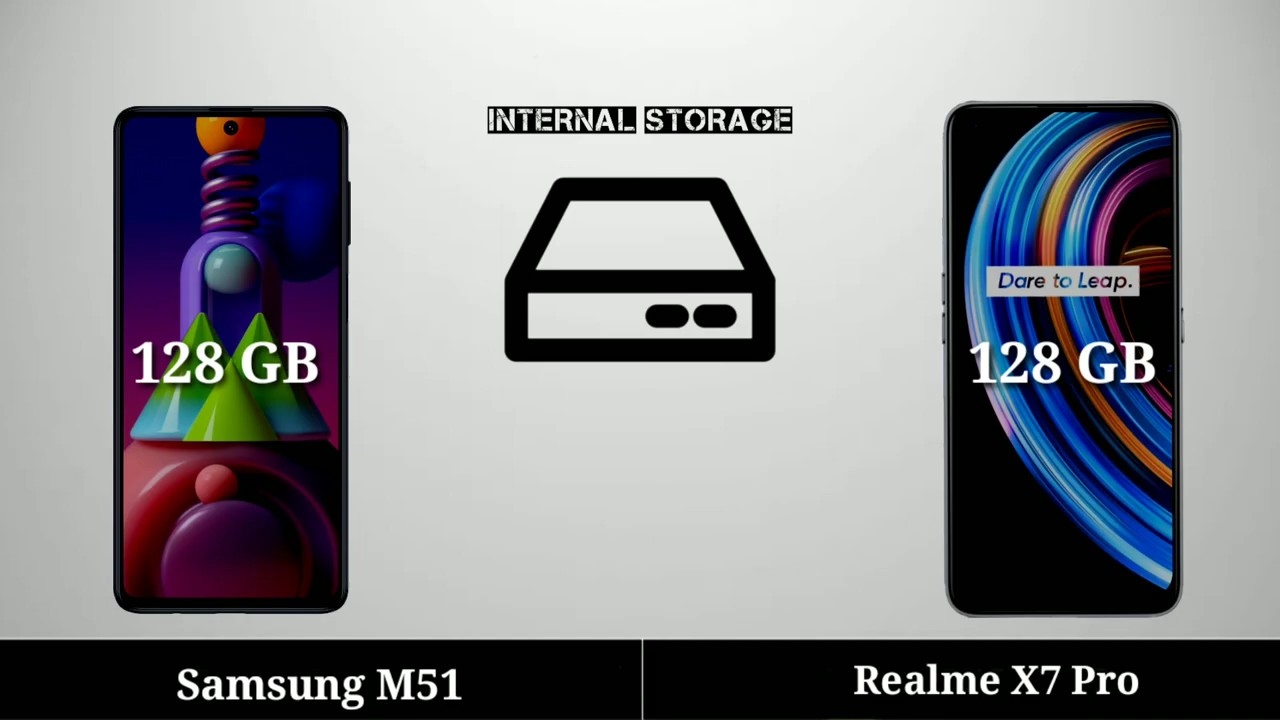 INTERNAL STORAGE
Dare to Leap.
128 GB
128 GB
Samsung M51
Realme X7 Pro